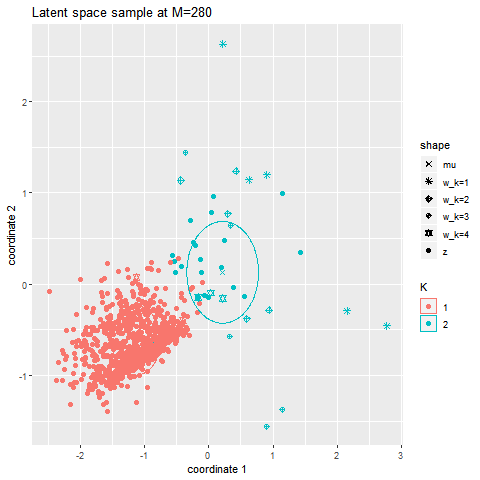 Latent space sample at M=280
coordinate 2
2
1
0
-1
-2
-1
0
1
2
3
coordinate 1
shape
mu
w_k=1
w_k=2
w_k=3
w_k=4
z
K
1
2